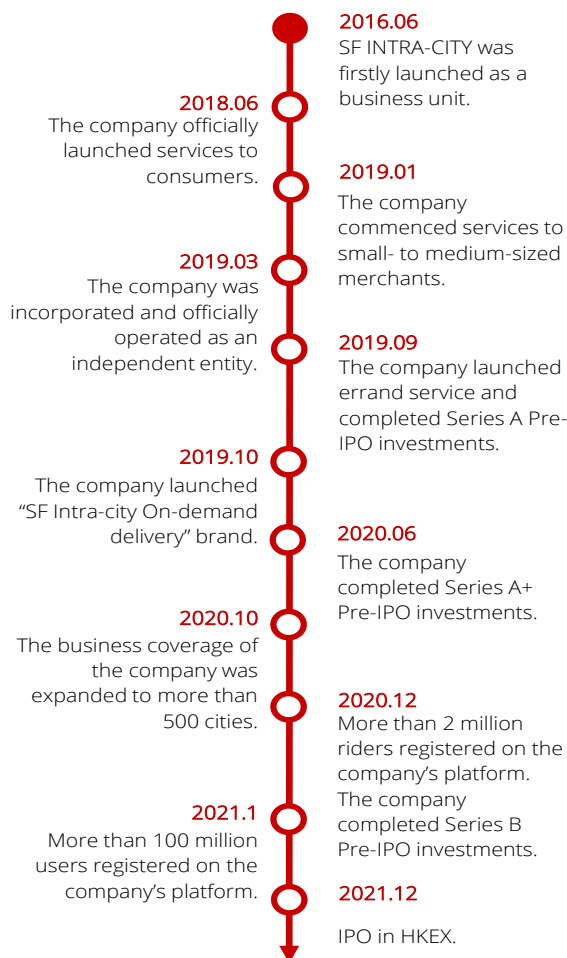 2016.06
SF INTRA-CITY was
firstly launched as a
business unit.
2018.06
The company officially
launched services to
consumers.
2019.01
The company
commenced services to
small- to medium-sized
merchants.
2019.03
The company was
incorporated and officially
operated as an
independent entity.
2019.09
The company launched
errand service and
completed Series A Pre-
IPO investments.
2019.10
The company launched
“SF Intra-city On-demand
delivery” brand.
2020.06
The company
completed Series A+
Pre-IPO investments.
2020.10
The business coverage of
the company was
expanded to more than
500 cities.
2020.12
More than 2 million
riders registered on the
company’s platform.
The company
completed Series B
Pre-IPO investments.
2021.1
More than 100 million
users registered on the
company’s platform.
2021.12
IPO in HKEX.